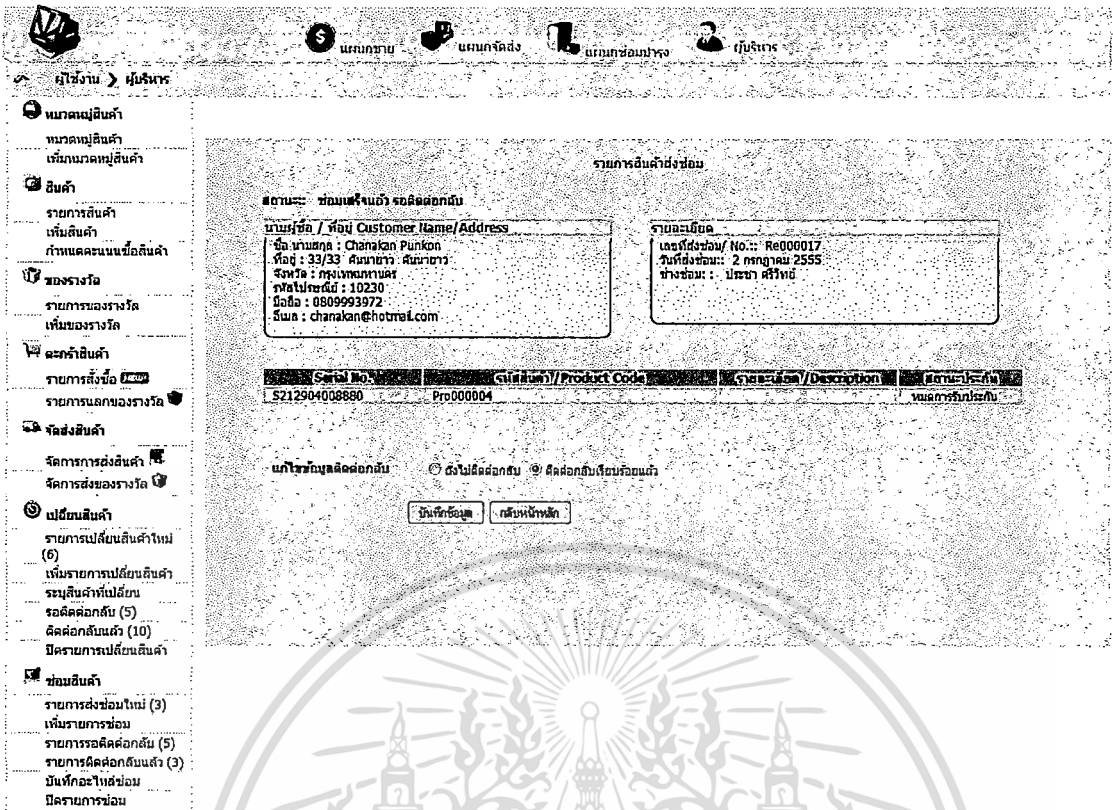 แผนกขาย แผนกจัดส่ง แผนกซ่อมบำรุง ผู้บริหาร
ผู้ใช้งาน ผู้บริหาร
หมวดหมู่สินค้า
หมวดหมู่สินค้า
เพิ่มหมวดหมู่สินค้า
สินค้า
รายการสินค้า
เพิ่มสินค้า
กำหนดคะแนนซื้อสินค้า
ของรางวัล
รายการของรางวัล
เพิ่มของรางวัล
ตะกร้าสินค้า
รายการสั่งซื้อ
รายการแลกของรางวัล
จัดส่งสินค้า
จัดการการส่งสินค้า
จัดการส่งของรางวัล
เปลี่ยนสินค้า
รายการเปลี่ยนสินค้าใหม่
(6)
เพิ่มรายการเปลี่ยนสินค้า
ระบุสินค้าที่เปลี่ยน
รอติดต่อกลับ (5)
ติดต่อกลับแล้ว (10)
ปิดรายการเปลี่ยนสินค้า
ซ่อมสินค้า
รายการส่งซ่อมใหม่ (3)
เพิ่มรายการซ่อม
รายการรอติดต่อกลับ (5)
รายการติดต่อกลับแล้ว (3)
บันทึกอะไหล่ซ่อม
ปิดรายการซ่อม
รายการสินค้าส่งซ่อม
สถานะ:: ซ่อมเสร็จแล้ว รอติดต่อกลับ
นามผู้ซื้อ / ที่อยู่ Customer Name/Address
ชื่อ นามสกุล : Chanakan Punkon
ที่อยู่ : 33/33 คันนายาว คันนายาว
จังหวัด : กรุงเทพมหานคร
รหัสไปรษณีย์ : 10230
มือถือ : 0809993972
อีเมล : chanakan@hotmail.com
รายละเอียด
เลขที่ส่งซ่อม/ No.:: Re000017
วันที่ส่งซ่อม:: 2 กรกฎาคม 2555
ช่างซ่อม: : ประชา ศรีวิทย์
Serial No. รหัสสินค้า/Product Code รายละเอียด/Description สถานะประกัน
S212904008880 Pro000004 หมดการรับประกัน
แก้ไขข้อมูลติดต่อกลับ ยังไม่ติดต่อกลับ ติดต่อกลับเรียบร้อยแล้ว
บันทึกข้อมูล กลับหน้าหลัก